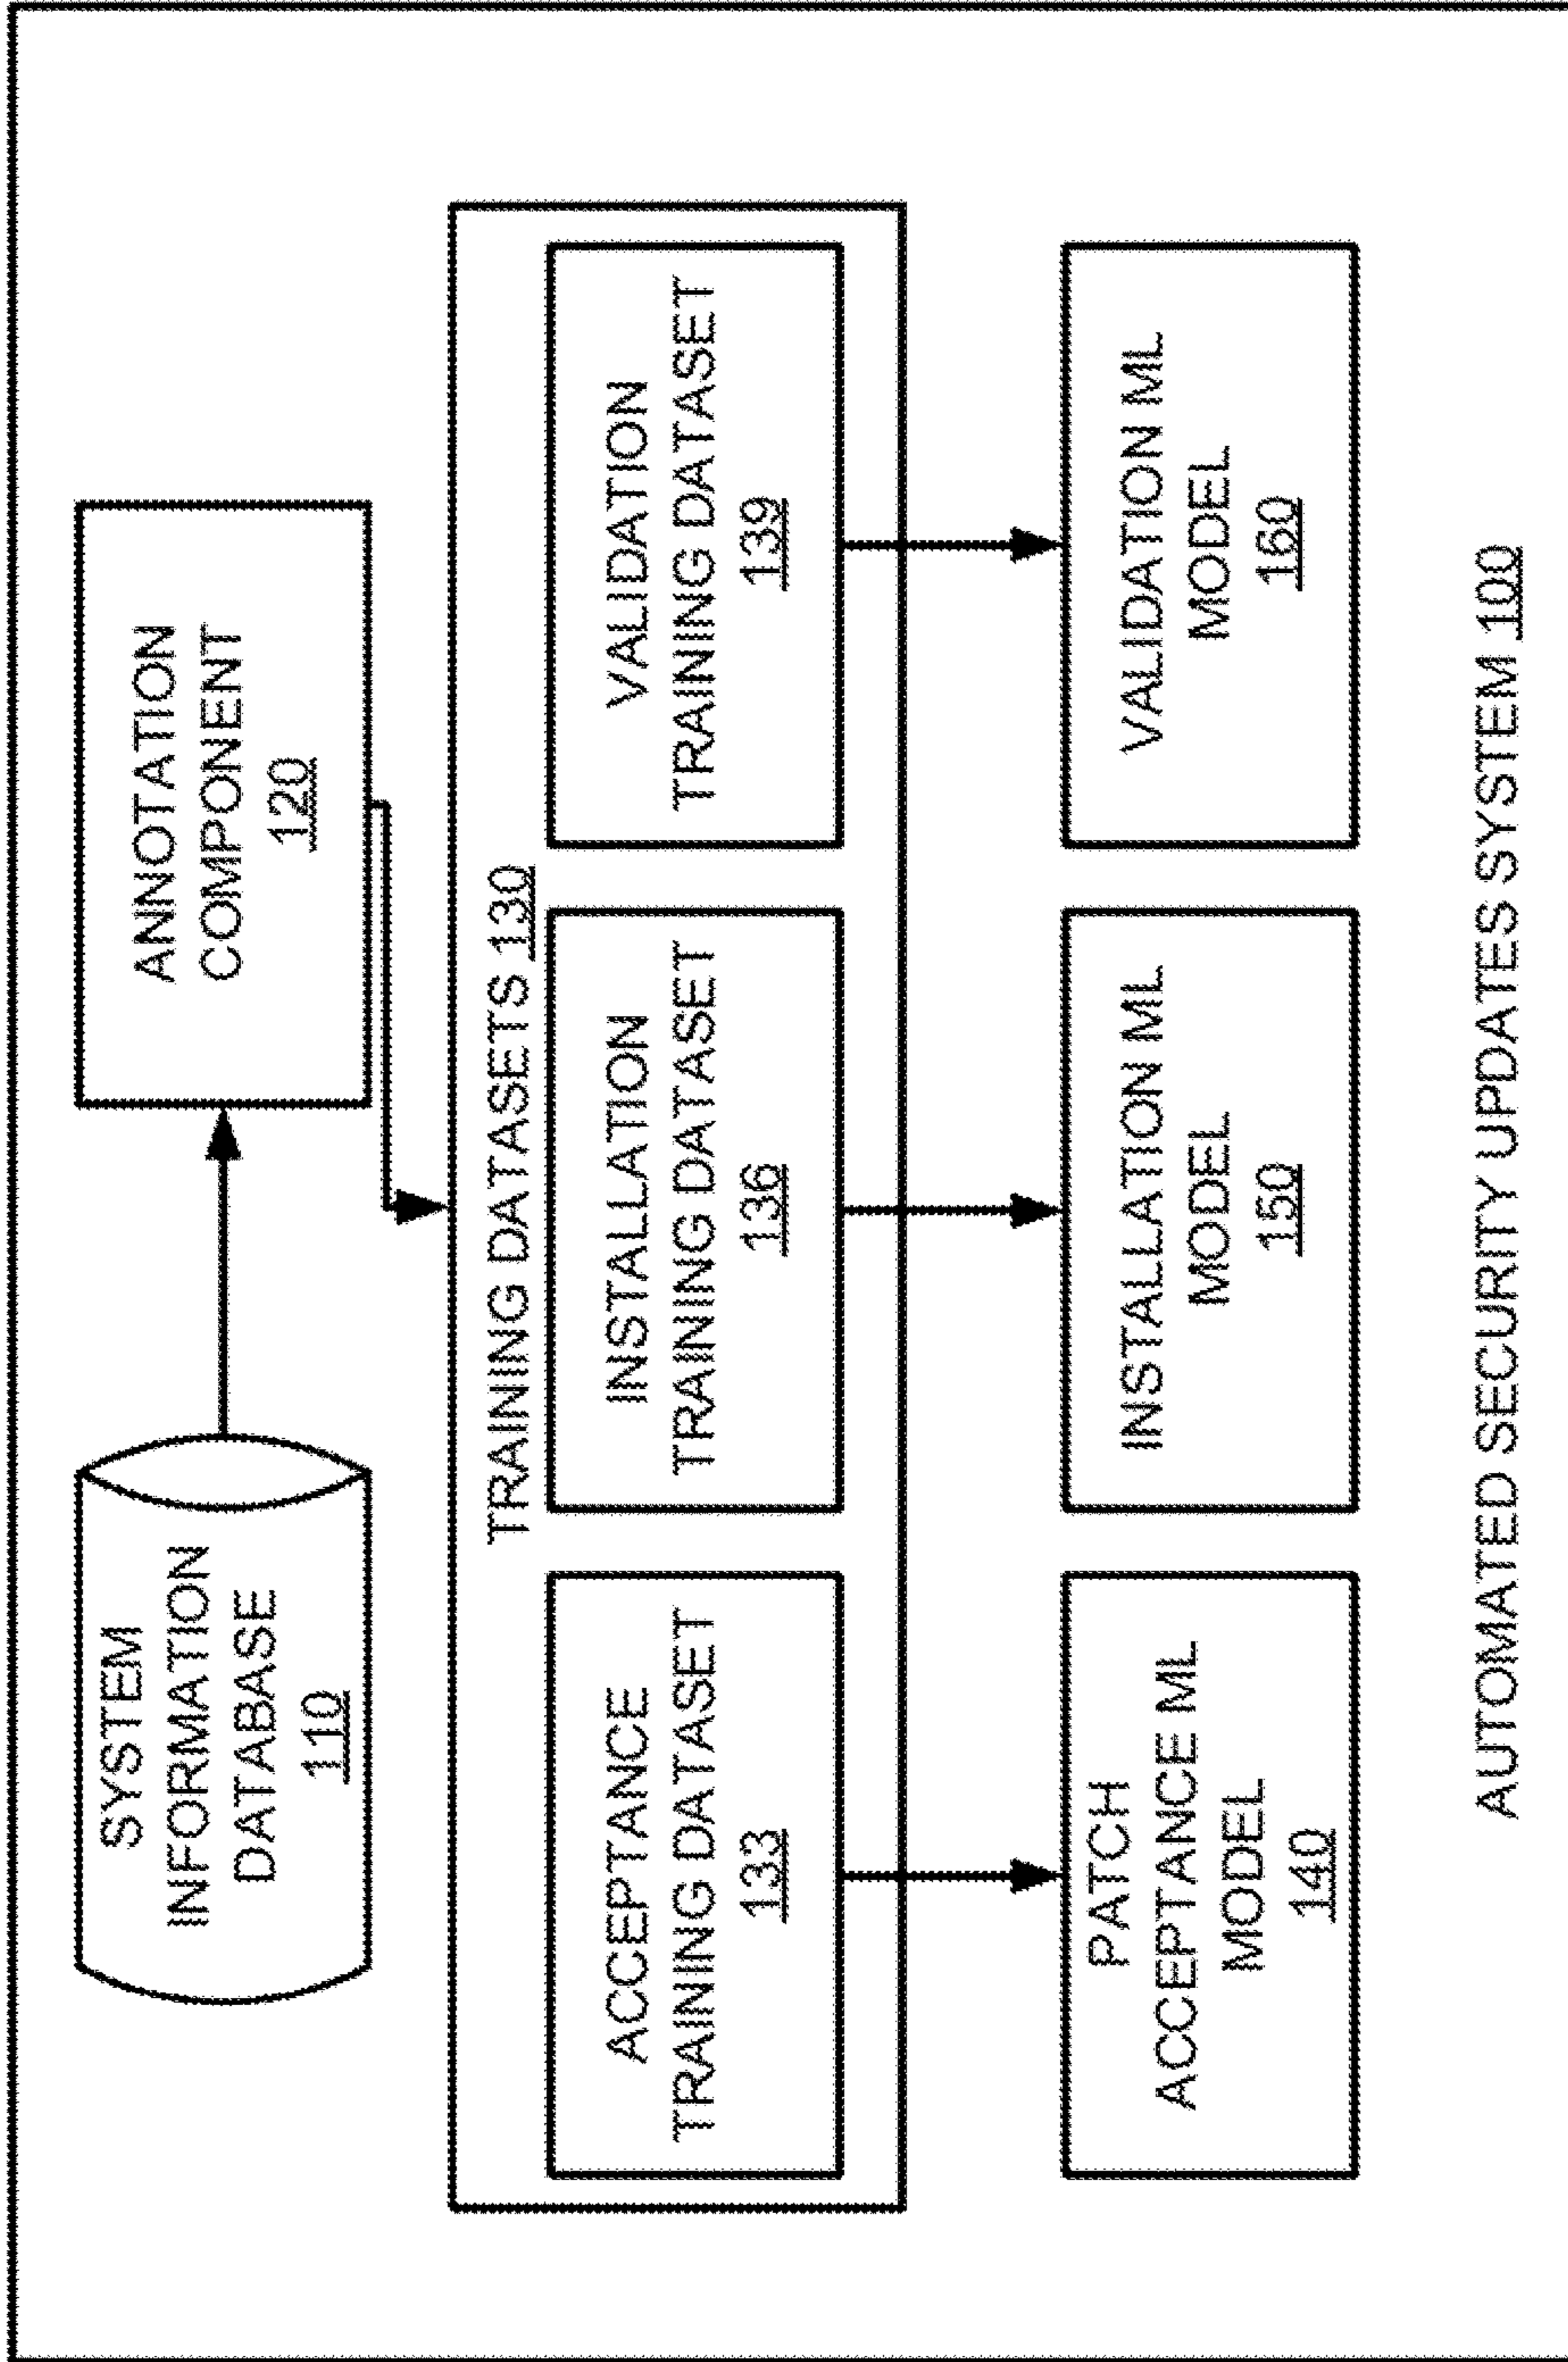 SYSTEM
INFORMATION
DATABASE
110
ANNOTATION
COMPONENT
120
TRAINING DATASETS 130
ACCEPTANCE
TRAINING DATASET
133
INSTALLATION
TRAINING DATASET
136
VALIDATION
TRAINING DATASET
139
PATCH
ACCEPTANCE ML
MODEL
140
INSTALLATION ML
MODEL
150
VALIDATION ML
MODEL
160
AUTOMATED SECURITY UPDATES SYSTEM 100